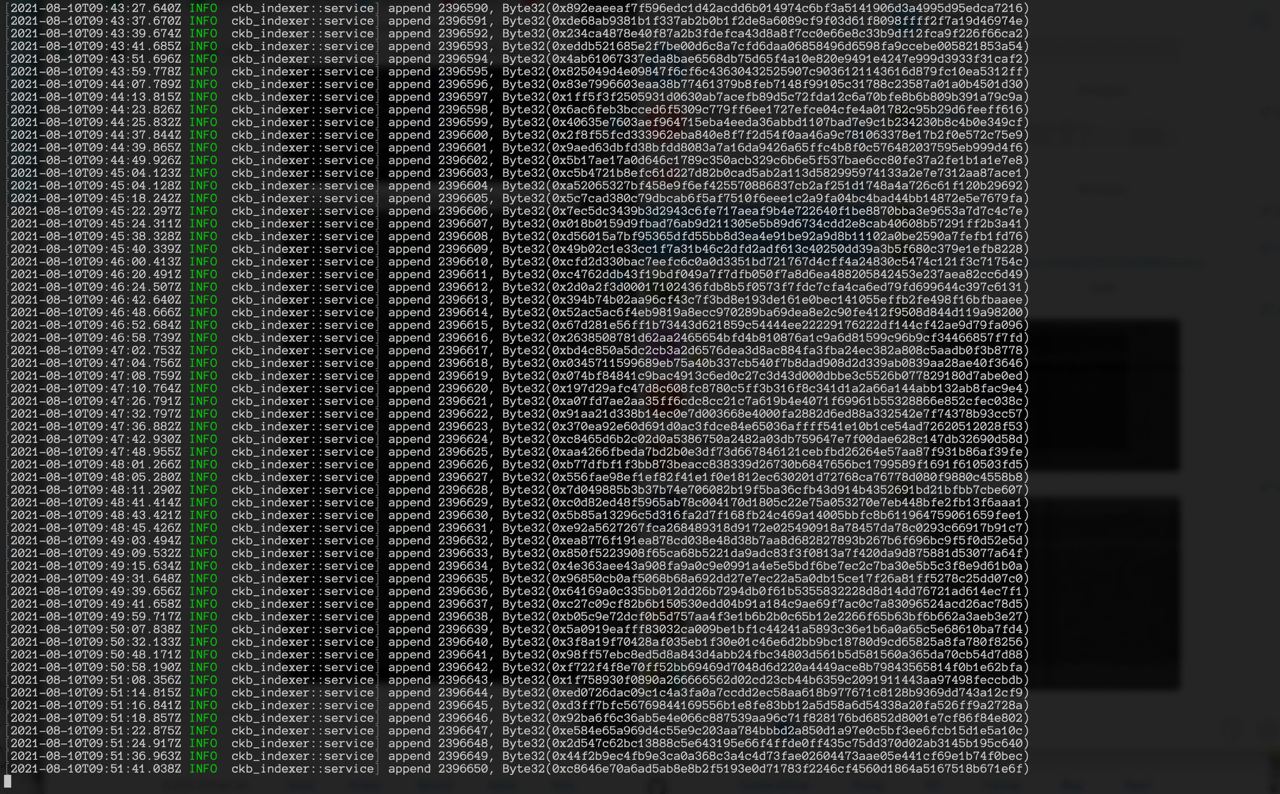 [2021-08-10T09:43:27.640Z INFO  ckb_indexer::service] append 2396590, Byte32(0x892eaeeaf7f596edc1d42acdd6b014974c6bf3a5141906d3a4995d95edca7216)
[2021-08-10T09:43:37.670Z INFO  ckb_indexer::service] append 2396591, Byte32(0xde68ab9381b1f337ab2b0b1f2de8a6089cf9f03d61f8098ffff2f7a19d46974e)
[2021-08-10T09:43:39.674Z INFO  ckb_indexer::service] append 2396592, Byte32(0x234ca4878e40f87a2b3fdefca43d8a8f7cc0e66e8c33b9df12fca9f226f66ca2)
[2021-08-10T09:43:41.685Z INFO  ckb_indexer::service] append 2396593, Byte32(0xeddb521685e2f7be00d6c8a7cfd6daa06858496d6598fa9ccebe005821853a54)
[2021-08-10T09:43:51.696Z INFO  ckb_indexer::service] append 2396594, Byte32(0x4ab61067337eda8bae6568db75d65f4a10e820e9491e4247e999d3933f31caf2)
[2021-08-10T09:43:59.778Z INFO  ckb_indexer::service] append 2396595, Byte32(0x825049d4e09847f6cf6c436304332525907c9036121143616d879fc10ea5312ff)
[2021-08-10T09:44:07.789Z INFO  ckb_indexer::service] append 2396596, Byte32(0x83e7996603eaa38b77461379b8feb7148f99105c31788c23587a01a0b4501d30)
[2021-08-10T09:44:13.815Z INFO  ckb_indexer::service] append 2396597, Byte32(0x1ff5f3f2505931d0630ab7acefb89d5c72fda12c6a70bfe8b6b809b391a79c9a)
[2021-08-10T09:44:23.826Z INFO  ckb_indexer::service] append 2396598, Byte32(0x6ac6feb3bcced6f5309c779ff6ee1727efce04cfe4a01782c95b29d6feeff616)
[2021-08-10T09:44:25.832Z INFO  ckb_indexer::service] append 2396599, Byte32(0x40635e7603aef964715eba4eeda36abbd1107bad7e9c1b234230b8c4b0e349cf)
[2021-08-10T09:44:37.844Z INFO  ckb_indexer::service] append 2396600, Byte32(0x2f8f55fcd333962eba840e8f7f2d54f0aa46a9c781063378e17b2f0e572c75e9)
[2021-08-10T09:44:39.865Z INFO  ckb_indexer::service] append 2396601, Byte32(0x9aed63dbfd38bfdd8083a7a16da9426a65ffc4b8f0c576482037595eb999d4f6)
[2021-08-10T09:44:49.926Z INFO  ckb_indexer::service] append 2396602, Byte32(0x5b17ae17a0d646c1789c350acb329c6b6e5f537bae6cc80fe37a2fe1b1a1e7e8)
[2021-08-10T09:45:04.123Z INFO  ckb_indexer::service] append 2396603, Byte32(0xc5b4721b8efc61d227d82b0cad5ab2a113d582995974133a2e7e7312aa87ace1)
[2021-08-10T09:45:04.128Z INFO  ckb_indexer::service] append 2396604, Byte32(0xa52065327bf458e9f6ef425570886837cb2af251d1748a4a726c61f120b29692)
[2021-08-10T09:45:18.242Z INFO  ckb_indexer::service] append 2396605, Byte32(0x5c7cad380c79dbcab6f5af7510f6eee1c2a9fa04bc4bad44bb14872e5e7679fa)
[2021-08-10T09:45:22.297Z INFO  ckb_indexer::service] append 2396606, Byte32(0x7ec5dc3439b3d2943c6fe717aeaf9b4e722640f1be8870bba3e9653a7d7c4c7e)
[2021-08-10T09:45:24.311Z INFO  ckb_indexer::service] append 2396607, Byte32(0x018b0159d9fbad76ab9d211305e5b89d6734cdd2e8cab40608b57291ff2b3a41)
[2021-08-10T09:45:38.328Z INFO  ckb_indexer::service] append 2396608, Byte32(0xd56015a7bf95365dfd55bb8d3ea4e91be92a9d8b11102a0be2590a7fefb1fd76)
[2021-08-10T09:45:40.339Z INFO  ckb_indexer::service] append 2396609, Byte32(0x49b02c1e33cc1f7a31b46c2dfd2adf613c40250dd39a3b5f680c379e1efb8228)
[2021-08-10T09:46:00.413Z INFO  ckb_indexer::service] append 2396610, Byte32(0xcfd2d330bac7eefc6c0a0d3351bd721767d4cff4a24830c5474c121f3c71754c)
[2021-08-10T09:46:20.491Z INFO  ckb_indexer::service] append 2396611, Byte32(0xc4762ddb43f19bdf049a7f7dfb050f7a8d6ea488205842453e237aea82cc6d49)
[2021-08-10T09:46:24.507Z INFO  ckb_indexer::service] append 2396612, Byte32(0x2d0a2f3d00017102436fdb8b5f0573f7fdc7cfa4ca6ed79fd699644c397c6131)
[2021-08-10T09:46:42.640Z INFO  ckb_indexer::service] append 2396613, Byte32(0x394b74b02aa96cf43c7f3bd8e193de161e0bec141055effb2fe498f16bfbaaee)
[2021-08-10T09:46:48.666Z INFO  ckb_indexer::service] append 2396614, Byte32(0x52ac5ac6f4eb9819a8ecc970289ba69dea8e2c90fe412f9508d844d119a98200)
[2021-08-10T09:46:52.684Z INFO  ckb_indexer::service] append 2396615, Byte32(0x67d281e56ff1b73443d621859c54444ee22229176222df144cf42ae9d79fa096)
[2021-08-10T09:46:58.739Z INFO  ckb_indexer::service] append 2396616, Byte32(0x2638508781d62aa2465654bfd4b810876a1c9a6d81599c96b9cf34466857f7fd)
[2021-08-10T09:47:02.753Z INFO  ckb_indexer::service] append 2396617, Byte32(0xbd4c850a5dc2cb3a2d6576dea3d8ac884fa3fba24ec382a808c5aadb0f3b8778)
[2021-08-10T09:47:04.756Z INFO  ckb_indexer::service] append 2396618, Byte32(0x03457115996​89eb75a40b337cb540f7b8dad908d2d339ab0839aa28ae40f3646)
[2021-08-10T09:47:08.759Z INFO  ckb_indexer::service] append 2396619, Byte32(0x074bf84841c9bac4913c6ed0c27c3d43d000dbbe3c5526b077829180d7abe0ed)
[2021-08-10T09:47:10.764Z INFO  ckb_indexer::service] append 2396620, Byte32(0x197d29afc47d8c608fc8780c5ff3b316f8c341d1a2a66a144abb132ab8fac9e4)
[2021-08-10T09:47:26.791Z INFO  ckb_indexer::service] append 2396621, Byte32(0xa07fd7ae2aa35ff6cdc8cc21c7a619b4e4071f69961b55328866e852cfec038c)
[2021-08-10T09:47:32.797Z INFO  ckb_indexer::service] append 2396622, Byte32(0x91aa21d338b14ec0e7d003668e4000fa2882d6ed88a332542e7f74378b93cc57)
[2021-08-10T09:47:36.882Z INFO  ckb_indexer::service] append 2396623, Byte32(0x370ea92e60d691d0ac3fdce84e65036affff541e10b1ce54ad72620512028f53)
[2021-08-10T09:47:42.930Z INFO  ckb_indexer::service] append 2396624, Byte32(0xc8465d6b2c02d0a5386750a2482a03db759647e7f00dae628c147db32690d58d)
[2021-08-10T09:47:48.955Z INFO  ckb_indexer::service] append 2396625, Byte32(0xaa4266fbeda7bd2b0e3df73d667846121cebfbd26264e57aa87f931b86af39fe)
[2021-08-10T09:48:01.266Z INFO  ckb_indexer::service] append 2396626, Byte32(0xb77dfbf1f3bb873beacc838339d26730b6847656bc1799589f1691f610503fd5)
[2021-08-10T09:48:05.280Z INFO  ckb_indexer::service] append 2396627, Byte32(0x556fae98ef1ef82f41e1f0e1812ec630201d72768ca76778d080f9880c4558b8)
[2021-08-10T09:48:11.290Z INFO  ckb_indexer::service] append 2396628, Byte32(0x7d049885b3b37b74e706082b19f5ba36cfb43d914b4352691bd21bfbb7cbe607)
[2021-08-10T09:48:41.414Z INFO  ckb_indexer::service] append 2396629, Byte32(0xc0d82ed48f5965ab78c004170d1805c22e75a053270e7eb448bfe2fb13f6aaa1)
[2021-08-10T09:48:43.421Z INFO  ckb_indexer::service] append 2396630, Byte32(0x5b85a13296c5d316fa2d7f168fb24c469a14005bbfec8b611964759061659fee1)
[2021-08-10T09:48:45.426Z INFO  ckb_indexer::service] append 2396631, Byte32(0xe92a5627267fca268489318d9172e025490918a78457da78c0293c66917b91c7)
[2021-08-10T09:49:03.494Z INFO  ckb_indexer::service] append 2396632, Byte32(0xea8776f191ea878cd038e48d38b7aa8d682827893b267b6f696bc9f5f0d52e5d)
[2021-08-10T09:49:09.532Z INFO  ckb_indexer::service] append 2396633, Byte32(0x850f5223908f65ca68b5221da9adc83f3f0813a7f420da9d875881d53077a64f)
[2021-08-10T09:49:15.634Z INFO  ckb_indexer::service] append 2396634, Byte32(0x4e363aee43a908fa9a0c9e0991a4e5e5bdf6be7ec2c7ba30e5b5c3f8e9d61b0a)
[2021-08-10T09:49:31.648Z INFO  ckb_indexer::service] append 2396635, Byte32(0x96850cb0af5068b68a692dd27e7ec22a5a0db15ce17f26a81ff5278c25dd07c0)
[2021-08-10T09:49:39.656Z INFO  ckb_indexer::service] append 2396636, Byte32(0x64169a0c335bb012dd26b7294db0f61b5355832228d8d14dd76721ad614ec7f1)
[2021-08-10T09:49:41.658Z INFO  ckb_indexer::service] append 2396637, Byte32(0xc27c09cf82b6b150530edd04b91a184c9ae69f7ac0c7a83096524acd26ac78d5)
[2021-08-10T09:49:59.717Z INFO  ckb_indexer::service] append 2396638, Byte32(0xb05c9e72dcf0b5d757aa4f3e1b6b2b0c65b12e2266f65b63bf6b662a3aeb3e27)
[2021-08-10T09:50:07.838Z INFO  ckb_indexer::service] append 2396639, Byte32(0x5a0919eafff83032ca009be1bf1c44241a5893c36e1b6a0a65c5e68610ba7fd4)
[2021-08-10T09:50:32.133Z INFO  ckb_indexer::service] append 2396640, Byte32(0x3f8a19f70428af035eb1f30e01c46e6d2bb9bc18780d9cd65825a8fa780f8256)
[2021-08-10T09:50:48.171Z INFO  ckb_indexer::service] append 2396641, Byte32(0x98ff57ebc8ed5d8a843d4abb24fbc34803d561b5d581560a365da70cb54d7d88)
[2021-08-10T09:50:58.190Z INFO  ckb_indexer::service] append 2396642, Byte32(0xf722f4f8e70ff52bb69469d7048d6d220a4449ace8b79843565814f0b1e62bfa)
[2021-08-10T09:51:08.356Z INFO  ckb_indexer::service] append 2396643, Byte32(0x1f758930f0890a266666562d02cd23cb44b6359c2091911443aa97498feccbdb)
[2021-08-10T09:51:14.815Z INFO  ckb_indexer::service] append 2396644, Byte32(0xed0726dac09c1c4a3fa0a7ccdd2ec58aa618b977671c8128b9369dd743a12cf9)
[2021-08-10T09:51:16.841Z INFO  ckb_indexer::service] append 2396645, Byte32(0xd3ff7bfc56769844169556b1e8fe83bb12a5d58a6d54338a20fa526ff9a2728a)
[2021-08-10T09:51:18.857Z INFO  ckb_indexer::service] append 2396646, Byte32(0x92ba6f6c36ab5e4e066c887539aa96c71f828176bd6852d8001e7cf86f84e802)
[2021-08-10T09:51:22.875Z INFO  ckb_indexer::service] append 2396647, Byte32(0xe584e65a969d4c55e9c203aa784bbbd2a850d1a97e0c5bf3ee6fcb15d1e5a10c)
[2021-08-10T09:51:24.917Z INFO  ckb_indexer::service] append 2396648, Byte32(0x2d547c62bc13888c5e643195e66f4ffde0ff435c75dd370d02ab3145b195c640)
[2021-08-10T09:51:36.963Z INFO  ckb_indexer::service] append 2396649, Byte32(0x44f2b9ec4fb9e3ca0a368c3a4c4d73fae02604473aae05e441cf69e1b74f0bec)
[2021-08-10T09:51:41.038Z INFO  ckb_indexer::service] append 2396650, Byte32(0xc8646e70a6ad5ab8e8b2f5193e0d71783f2246cf4560d1864a5167518b671e6f)